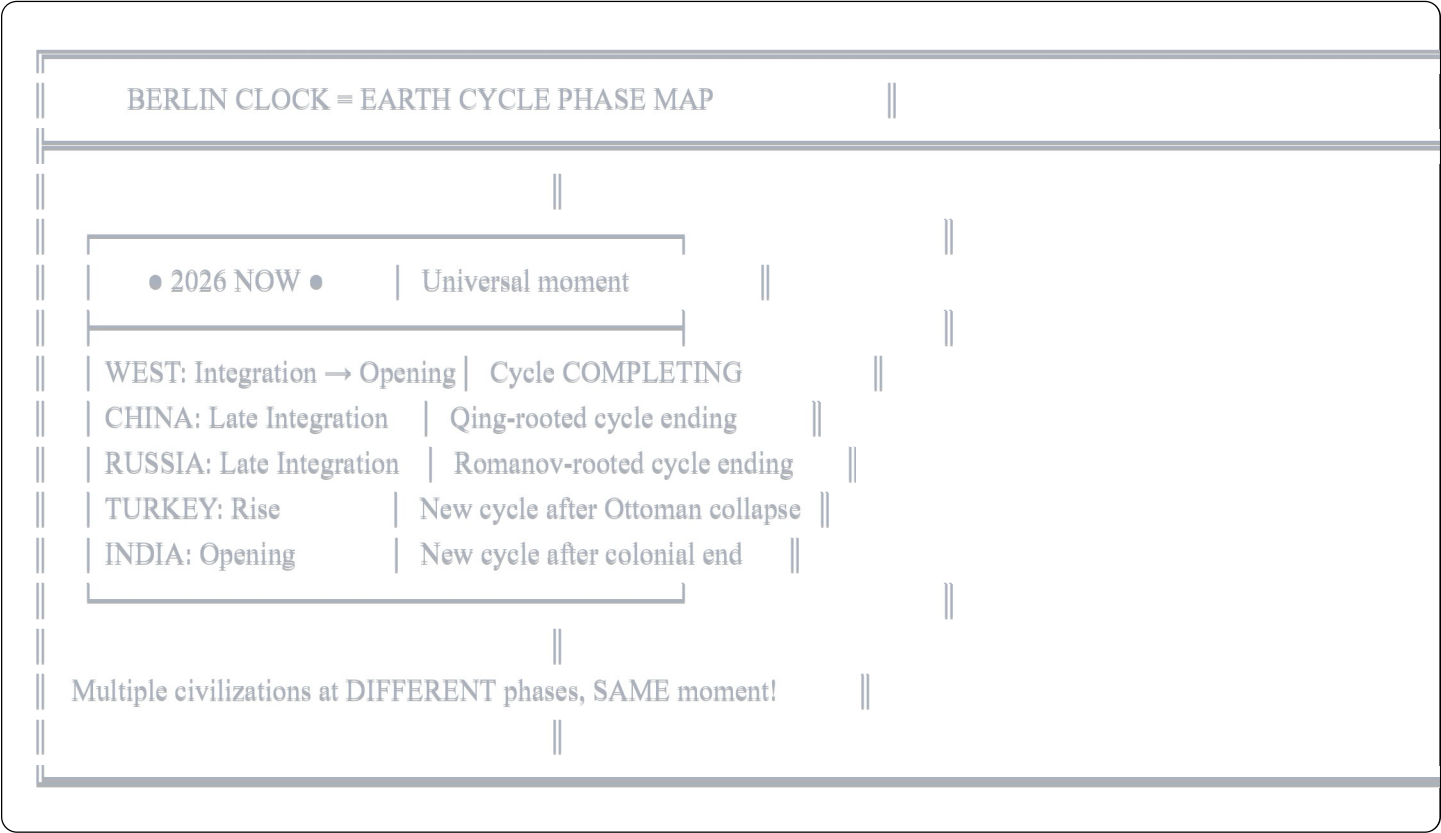 BERLIN CLOCK = EARTH CYCLE PHASE MAP
● 2026 NOW ● │ Universal moment
│ WEST: Integration → Opening│ Cycle COMPLETING
│ CHINA: Late Integration │ Qing-rooted cycle ending
│ RUSSIA: Late Integration │ Romanov-rooted cycle ending
│ TURKEY: Rise │ New cycle after Ottoman collapse
│ INDIA: Opening │ New cycle after colonial end
Multiple civilizations at DIFFERENT phases, SAME moment!